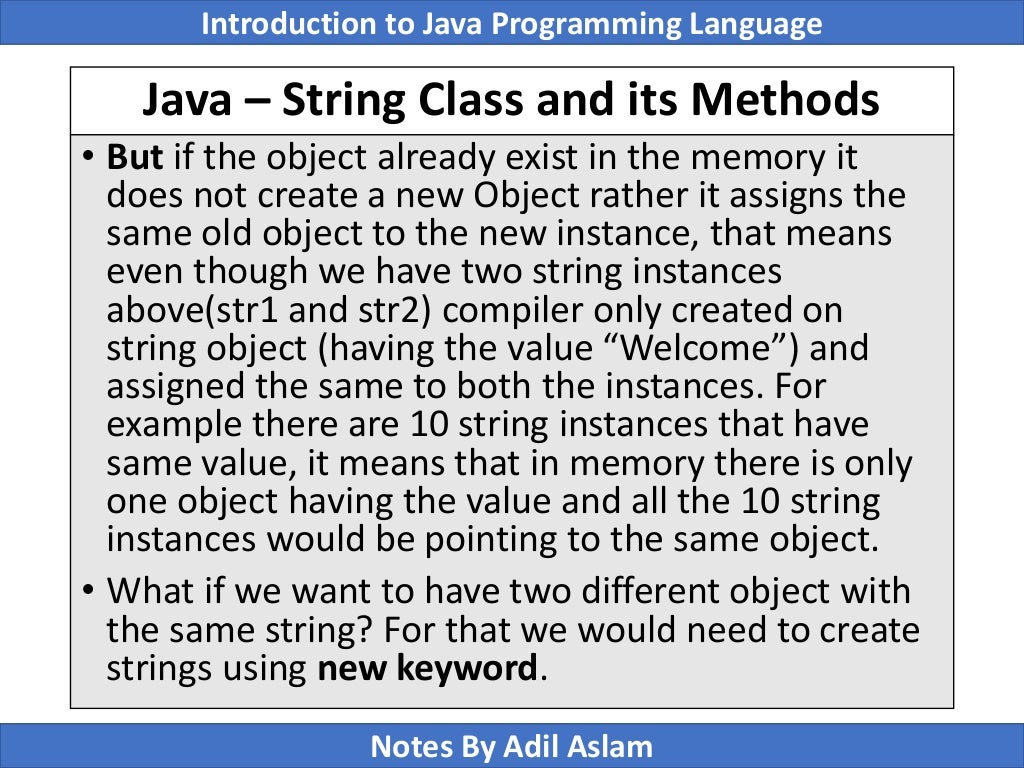 Introduction to Java Programming Language
Java – String Class and its Methods
• But if the object already exist in the memory it
does not create a new Object rather it assigns the
same old object to the new instance, that means
even though we have two string instances
above(str1 and str2) compiler only created on
string object (having the value “Welcome”) and
assigned the same to both the instances. For
example there are 10 string instances that have
same value, it means that in memory there is only
one object having the value and all the 10 string
instances would be pointing to the same object.
• What if we want to have two different object with
the same string? For that we would need to create
strings using new keyword.
Notes By Adil Aslam